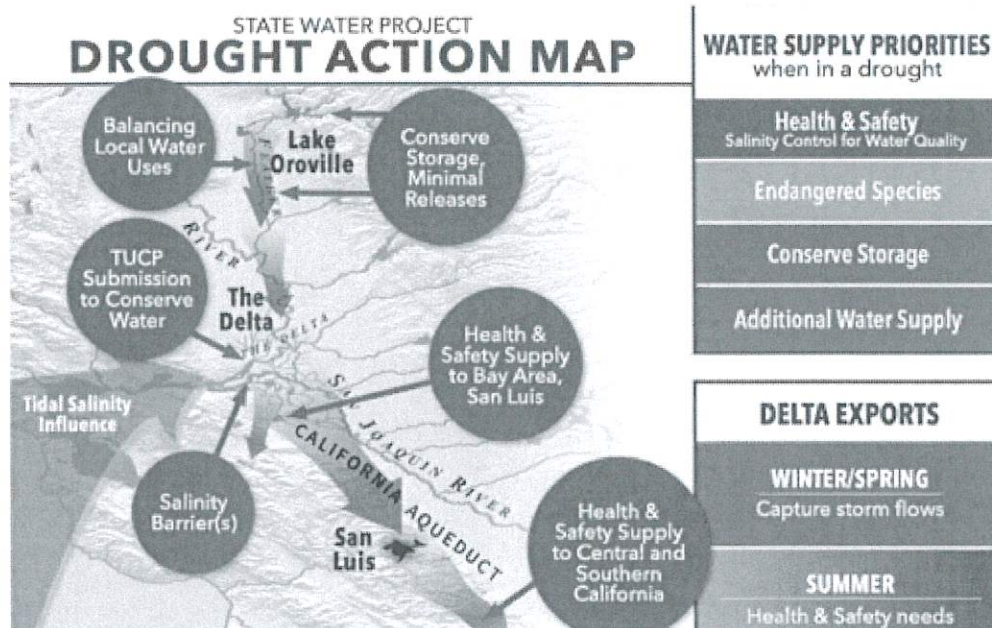 STATE WATER PROJECT
DROUGHT ACTION MAP
Balancing
Local Water
Uses
Lake
Oroville
Conserve
Storage,
Minimal
Releases
RIVER
TUCP
Submission
to Conserve
Water
The
Delta
THE DELTA
Health &
Safety Supply
to Bay Area,
San Luis
Tidal Salinity
Influence
SAN JOAQUIN RIVER
CALIFORNIA AQUEDUCT
Salinity
Barrier(s)
San
Luis
Health &
Safety Supply
to Central and
Southern
California
WATER SUPPLY PRIORITIES
when in a drought
Health & Safety
Salinity Control for Water Quality
Endangered Species
Conserve Storage
Additional Water Supply
DELTA EXPORTS
WINTER/SPRING
Capture storm flows
SUMMER
Health & Safety needs